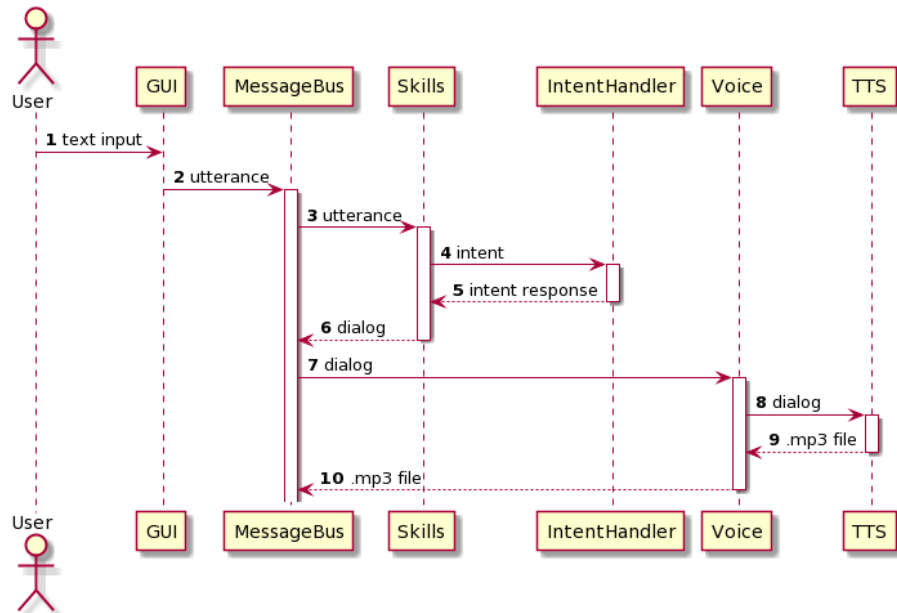 User
GUI
MessageBus
Skills
IntentHandler
Voice
TTS
1 text input
2 utterance
3 utterance
4 intent
5 intent response
6 dialog
7 dialog
8 dialog
9 .mp3 file
10 .mp3 file
User
GUI
MessageBus
Skills
IntentHandler
Voice
TTS